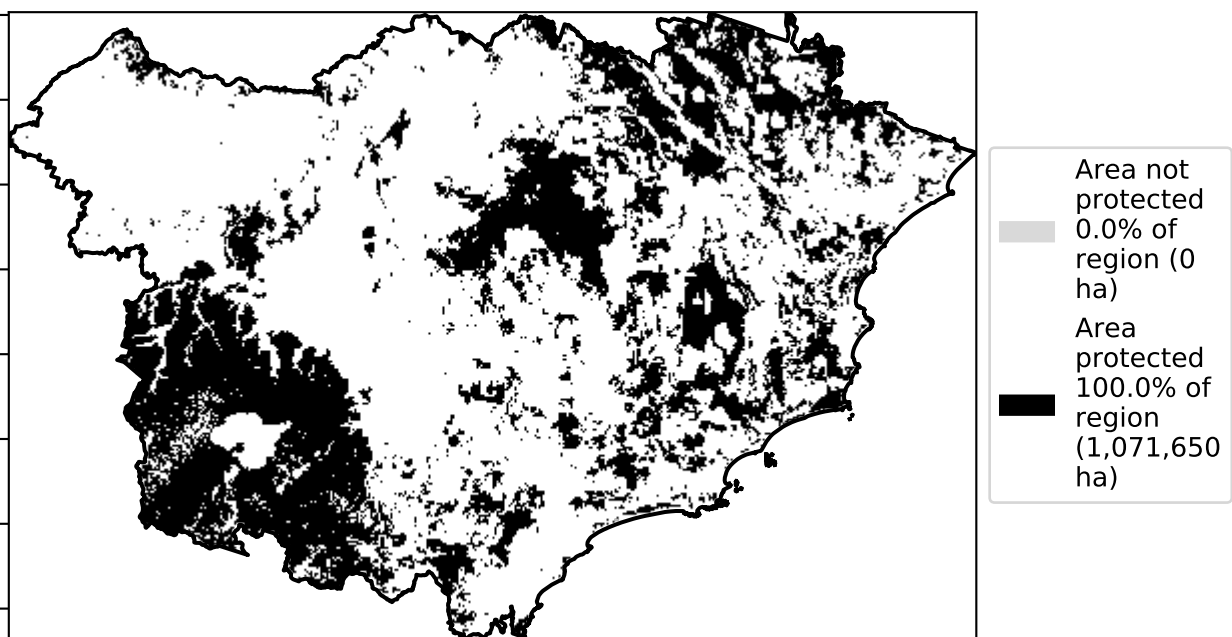 Area not
protected
0.0% of
region (0
ha)
Area
protected
100.0% of
region
(1,071,650
ha)